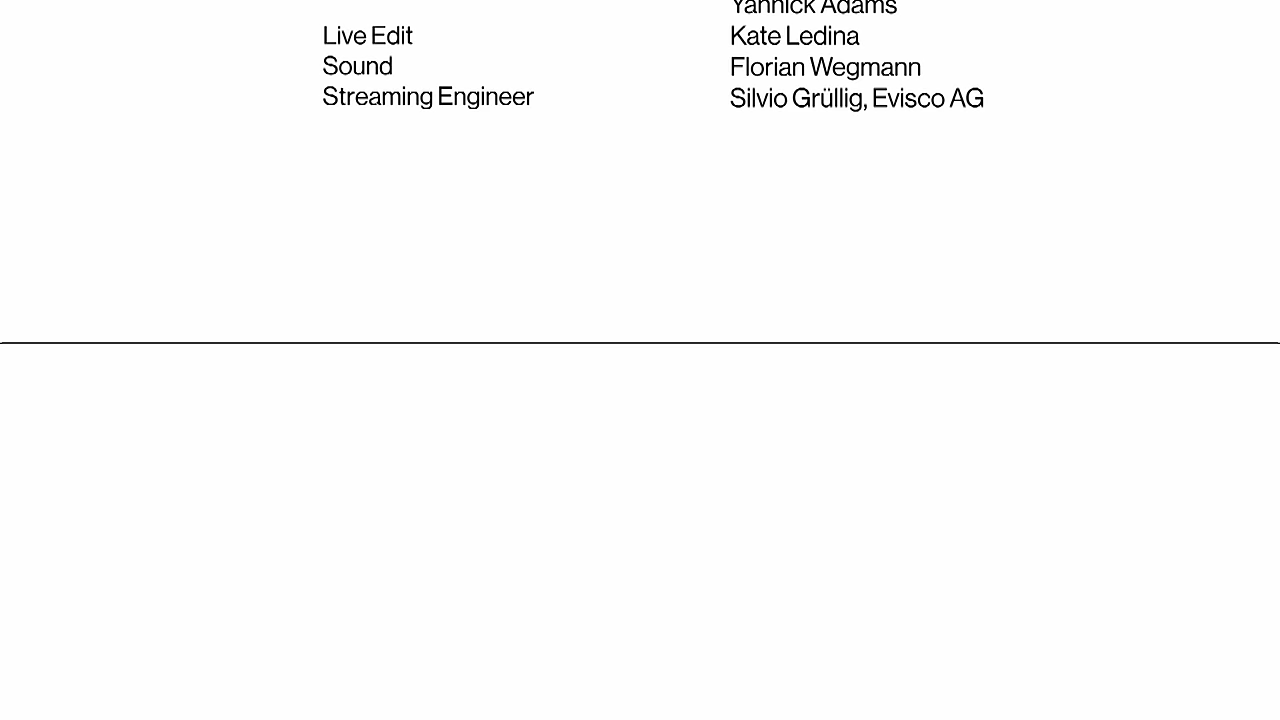 Yannick Adams
Live Edit Kate Ledina
Sound Florian Wegmann
Streaming Engineer Silvio Grüllig, Evisco AG